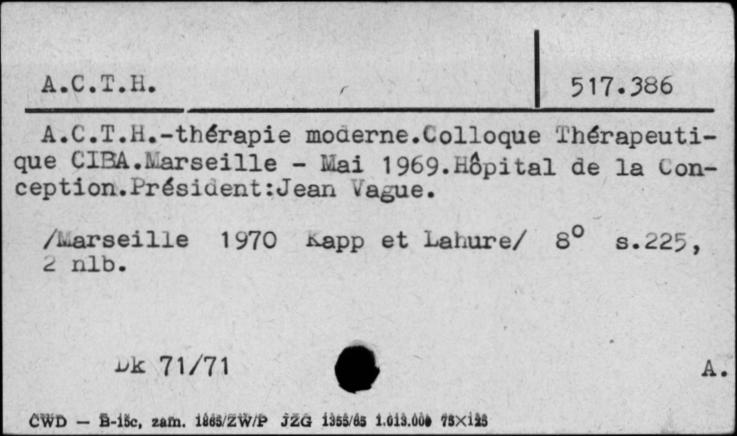 A.C.T.H. 517.386
A.C.T.H.-thérapie moderne.Colloque Thérapeuti-
que CIBA.Marseille - Mai 1969.Hôpital de la Con-
ception.Président:Jean Vague.
/Marseille 1970 Kapp et Lahure/ 8° s.225,
2 nlb.
Dk 71/71 A.
CWD — B-15c, zam. 1865/ZW/P JZG 1355/65 1.013.000 75×125